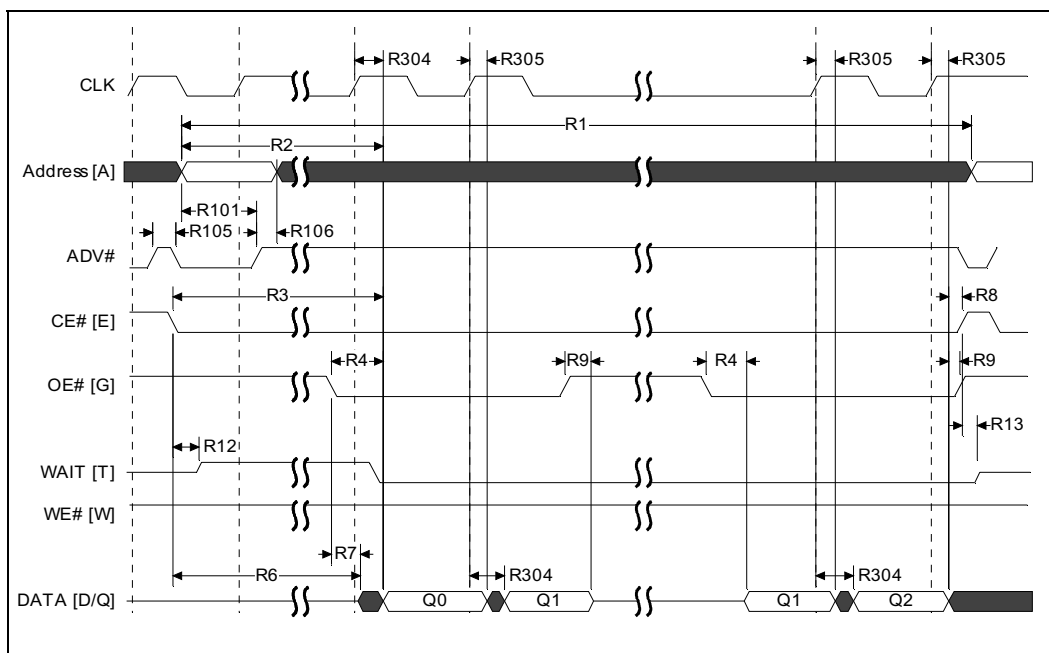 R304 R305 R305 R305
CLK
R1
R2
Address [A]
R101
R105 R106
ADV#
R3 R8
CE# [E]
R4 R9 R4 R9
OE# [G]
R12 R13
WAIT [T]
WE# [W]
R7
R6 R304 R304
DATA [D/Q] Q0 Q1 Q1 Q2